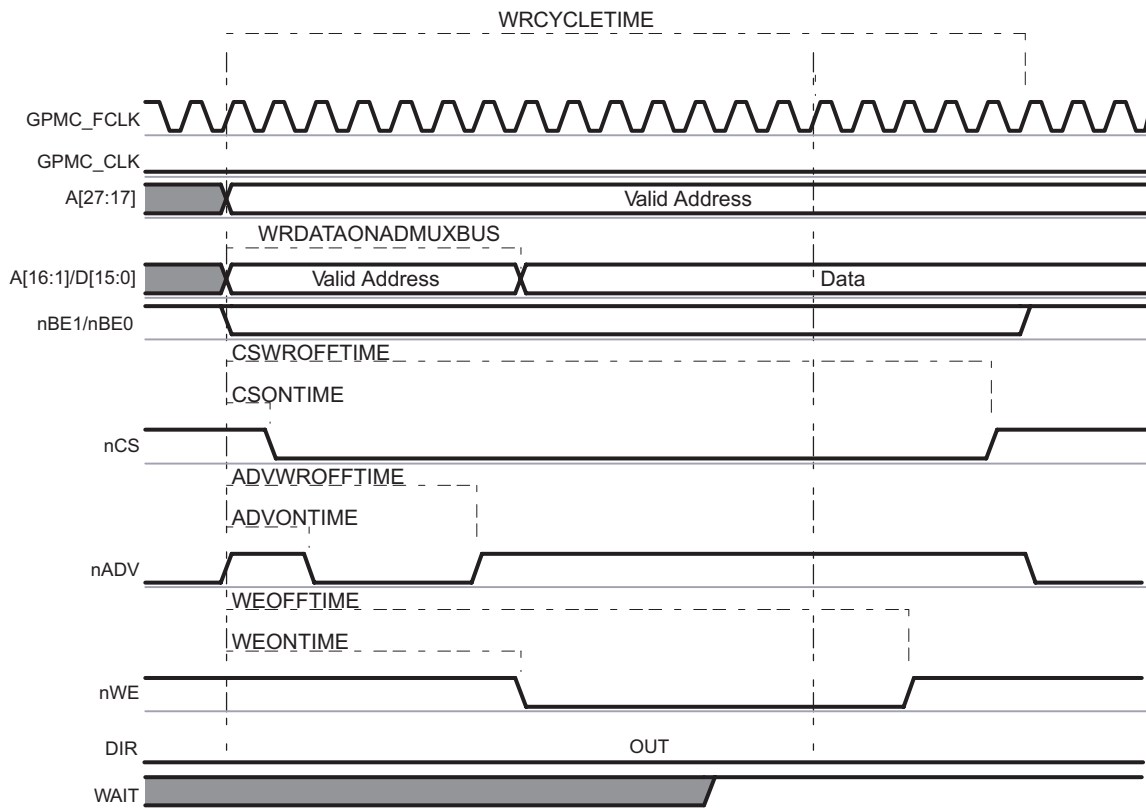 WRCYCLETIME
GPMC_FCLK
GPMC_CLK
A[27:17]
Valid Address
WRDATAONADMUXBUS
A[16:1]/D[15:0]
Valid Address
Data
nBE1/nBE0
CSWROFFTIME
CSONTIME
nCS
ADVWROFFTIME
ADVONTIME
nADV
WEOFFTIME
WEONTIME
nWE
DIR
OUT
WAIT